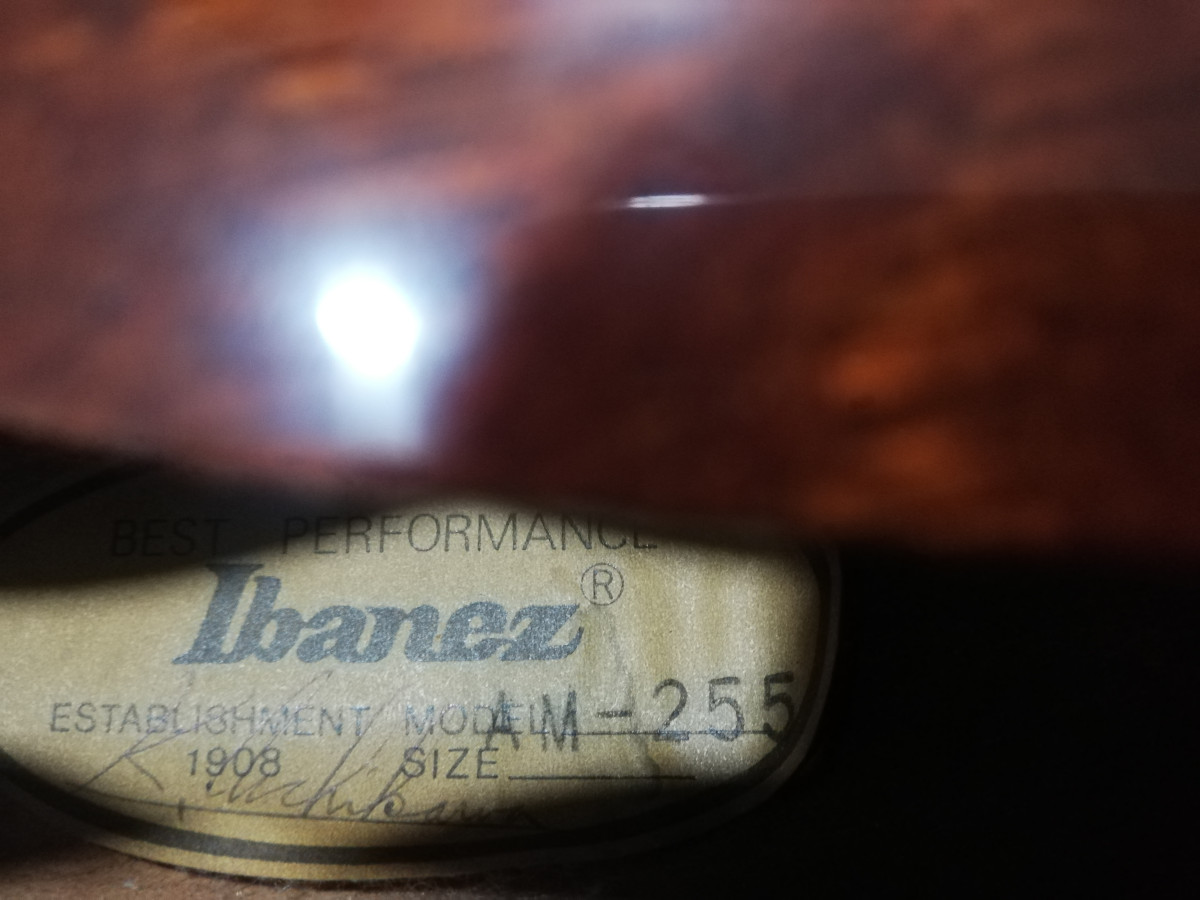 BEST PERFORMANCE
Ibanez®
ESTABLISHMENT MODEL AM-255
1908 SIZE